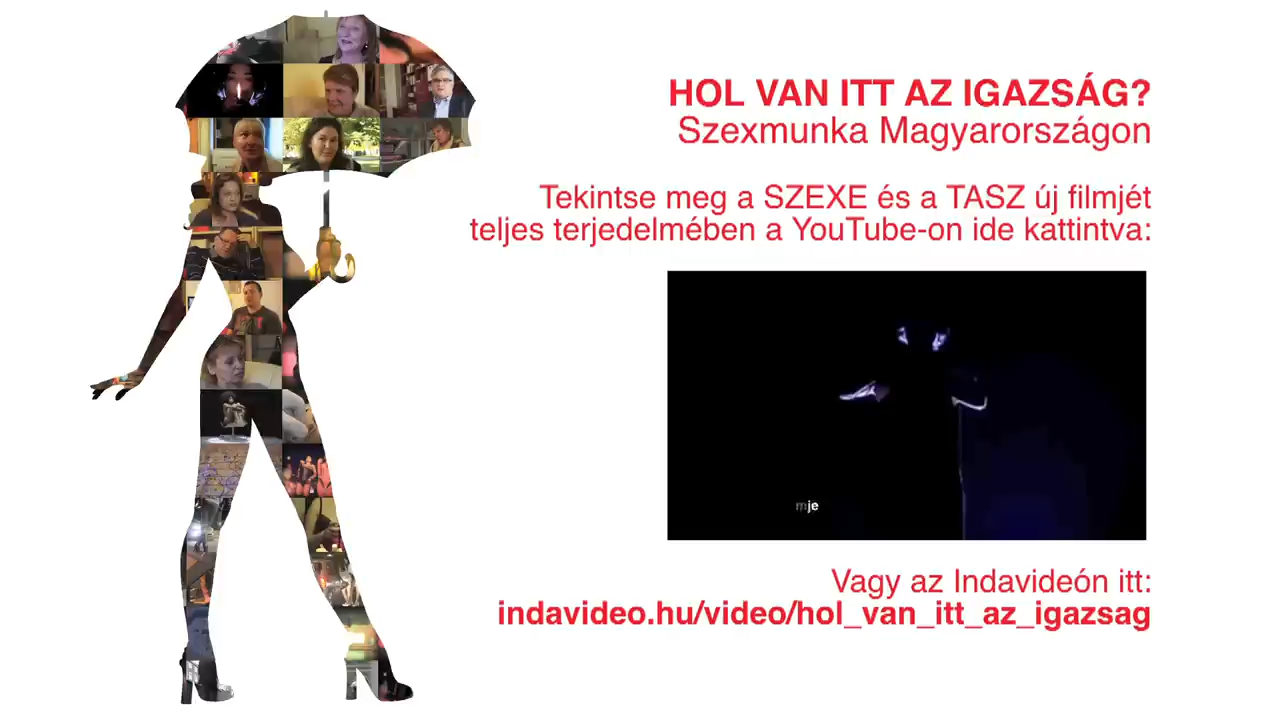 HOL VAN ITT AZ IGAZSÁG?
Szexmunka Magyarországon
Tekintse meg a SZEXE és a TASZ új filmjét
teljes terjedelmében a YouTube-on ide kattintva:
mje
Vagy az Indavideón itt:
indavideo.hu/video/hol_van_itt_az_igazsag